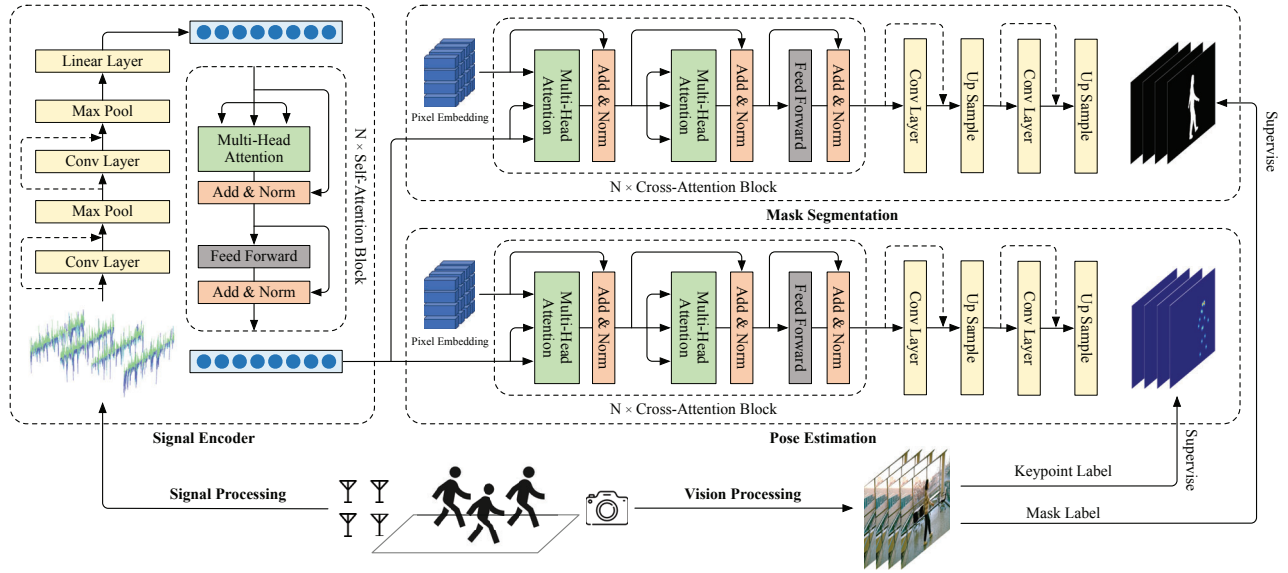 Linear Layer
Max Pool
Conv Layer
Max Pool
Conv Layer
Multi-Head
Attention
Add & Norm
Feed Forward
Add & Norm
N × Self-Attention Block
Signal Encoder
Pixel Embedding
Multi-Head
Attention
Add & Norm
Multi-Head
Attention
Add & Norm
Feed Forward
Add & Norm
Conv Layer
Up Sample
Conv Layer
Up Sample
N × Cross-Attention Block
Mask Segmentation
Supervise
Pixel Embedding
Multi-Head
Attention
Add & Norm
Multi-Head
Attention
Add & Norm
Feed Forward
Add & Norm
Conv Layer
Up Sample
Conv Layer
Up Sample
N × Cross-Attention Block
Pose Estimation
Supervise
Signal Processing
Vision Processing
Keypoint Label
Mask Label